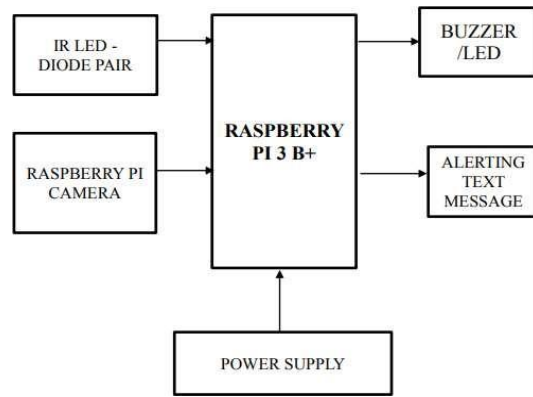 IR LED -
DIODE PAIR
RASPBERRY PI
CAMERA
RASPBERRY
PI 3 B+
BUZZER
/LED
ALERTING
TEXT
MESSAGE
POWER SUPPLY